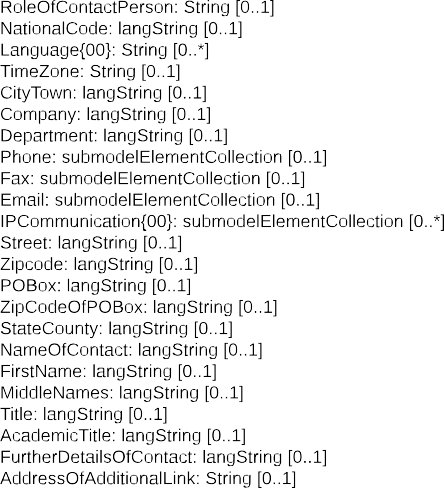 RoleOfContactPerson: String [0..1]
NationalCode: langString [0..1]
Language{00}: String [0..*]
TimeZone: String [0..1]
CityTown: langString [0..1]
Company: langString [0..1]
Department: langString [0..1]
Phone: submodelElementCollection [0..1]
Fax: submodelElementCollection [0..1]
Email: submodelElementCollection [0..1]
IPCommunication{00}: submodelElementCollection [0..*]
Street: langString [0..1]
Zipcode: langString [0..1]
POBox: langString [0..1]
ZipCodeOfPOBox: langString [0..1]
StateCounty: langString [0..1]
NameOfContact: langString [0..1]
FirstName: langString [0..1]
MiddleNames: langString [0..1]
Title: langString [0..1]
AcademicTitle: langString [0..1]
FurtherDetailsOfContact: langString [0..1]
AddressOfAdditionalLink: String [0..1]